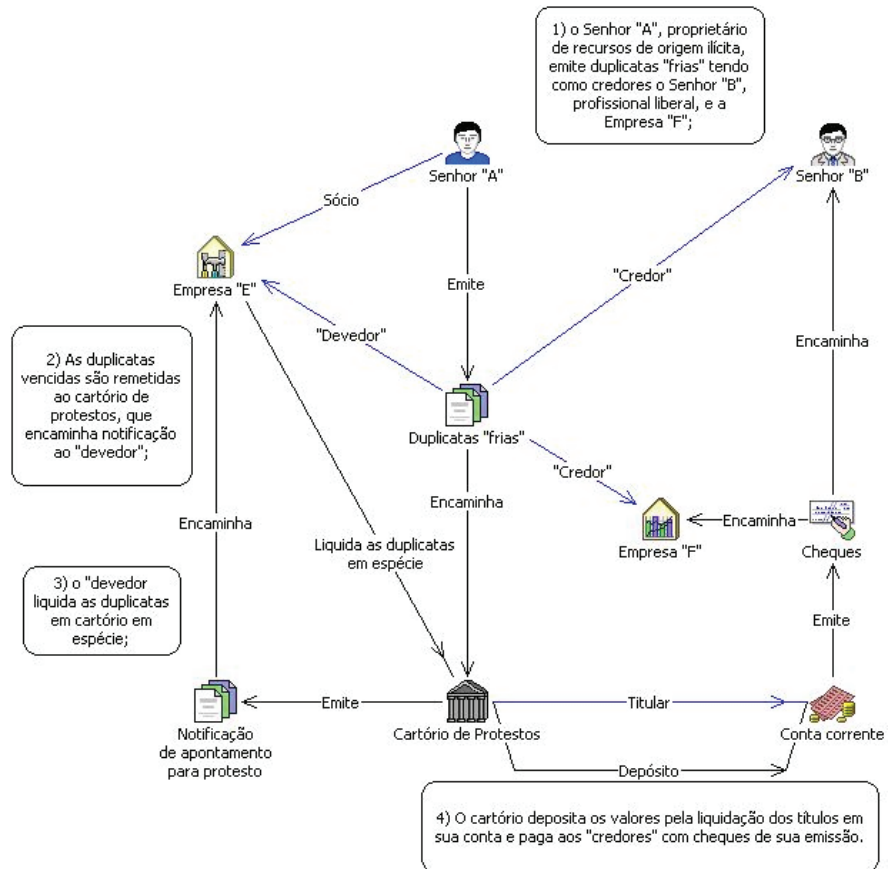 1) o Senhor "A", proprietário
de recursos de origem ilícita,
emite duplicatas "frias" tendo
como credores o Senhor "B",
profissional liberal, e a
Empresa "F";
Senhor "A"
Senhor "B"
Sócio
Empresa "E"
Emite
"Credor"
"Devedor"
Encaminha
2) As duplicatas
vencidas são remetidas
ao cartório de
protestos, que
encaminha notificação
ao "devedor";
Duplicatas "frias"
"Credor"
Encaminha
Encaminha
Encaminha
Empresa "F"
Cheques
Liquida as duplicatas
em espécie
3) o "devedor
liquida as duplicatas
em cartório em
espécie;
Emite
Emite
Titular
Notificação
de apontamento
para protesto
Cartório de Protestos
Conta corrente
Depósito
4) O cartório deposita os valores pela liquidação dos títulos em
sua conta e paga aos "credores" com cheques de sua emissão.